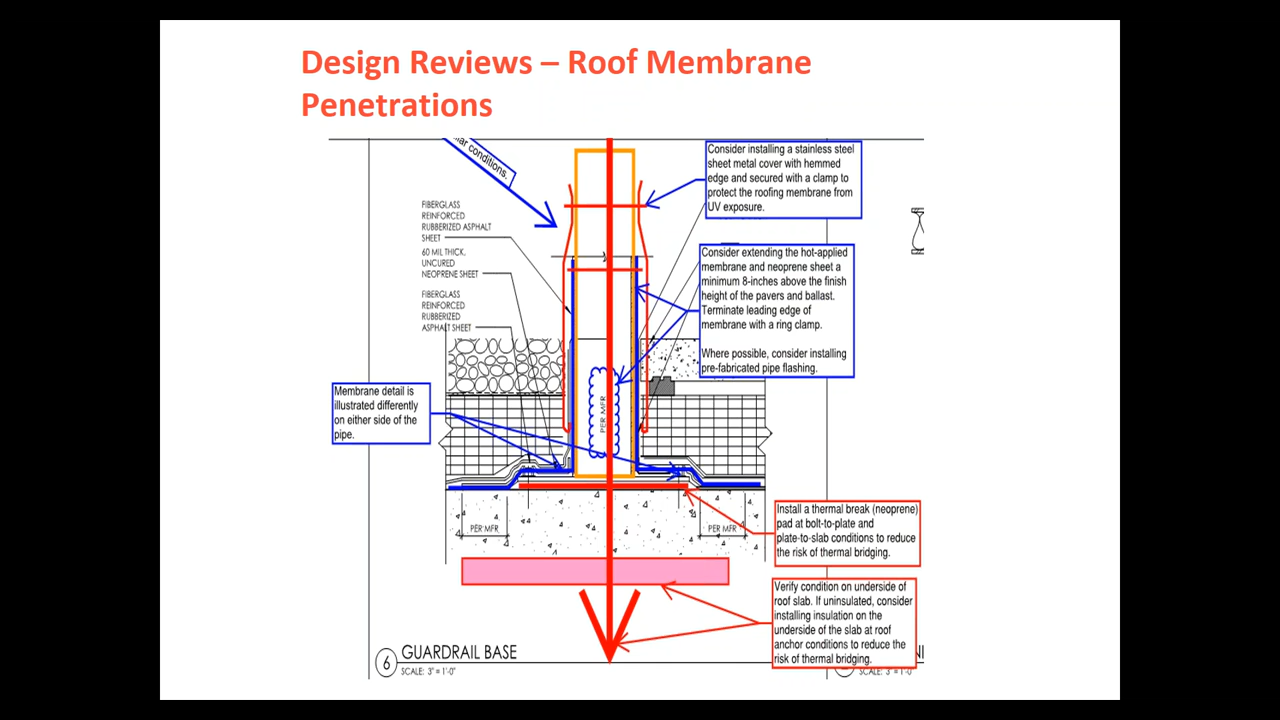 Design Reviews – Roof Membrane
Penetrations
conditions.
Consider installing a stainless steel
sheet metal cover with hemmed
edge and secured with a clamp to
protect the roofing membrane from
UV exposure.
FIBERGLASS
REINFORCED
RUBBERIZED ASPHALT
SHEET
60 MIL THICK,
UNCURED
NEOPRENE SHEET
FIBERGLASS
REINFORCED
RUBBERIZED
ASPHALT SHEET
Consider extending the hot-applied
membrane and neoprene sheet a
minimum 8-inches above the finish
height of the pavers and ballast.
Terminate leading edge of
membrane with a ring clamp.
Where possible, consider installing
pre-fabricated pipe flashing.
Membrane detail is
illustrated differently
on either side of the
pipe.
PER MFR
PER MFR
PER MFR
Install a thermal break (neoprene)
pad at bolt-to-plate and
plate-to-slab conditions to reduce
the risk of thermal bridging.
Verify condition on underside of
roof slab. If uninsulated, consider
installing insulation on the
underside of the slab at roof
anchor conditions to reduce the
risk of thermal bridging.
6 GUARDRAIL BASE
SCALE: 3" = 1'-0"
SCALE: 3" = 1'-0